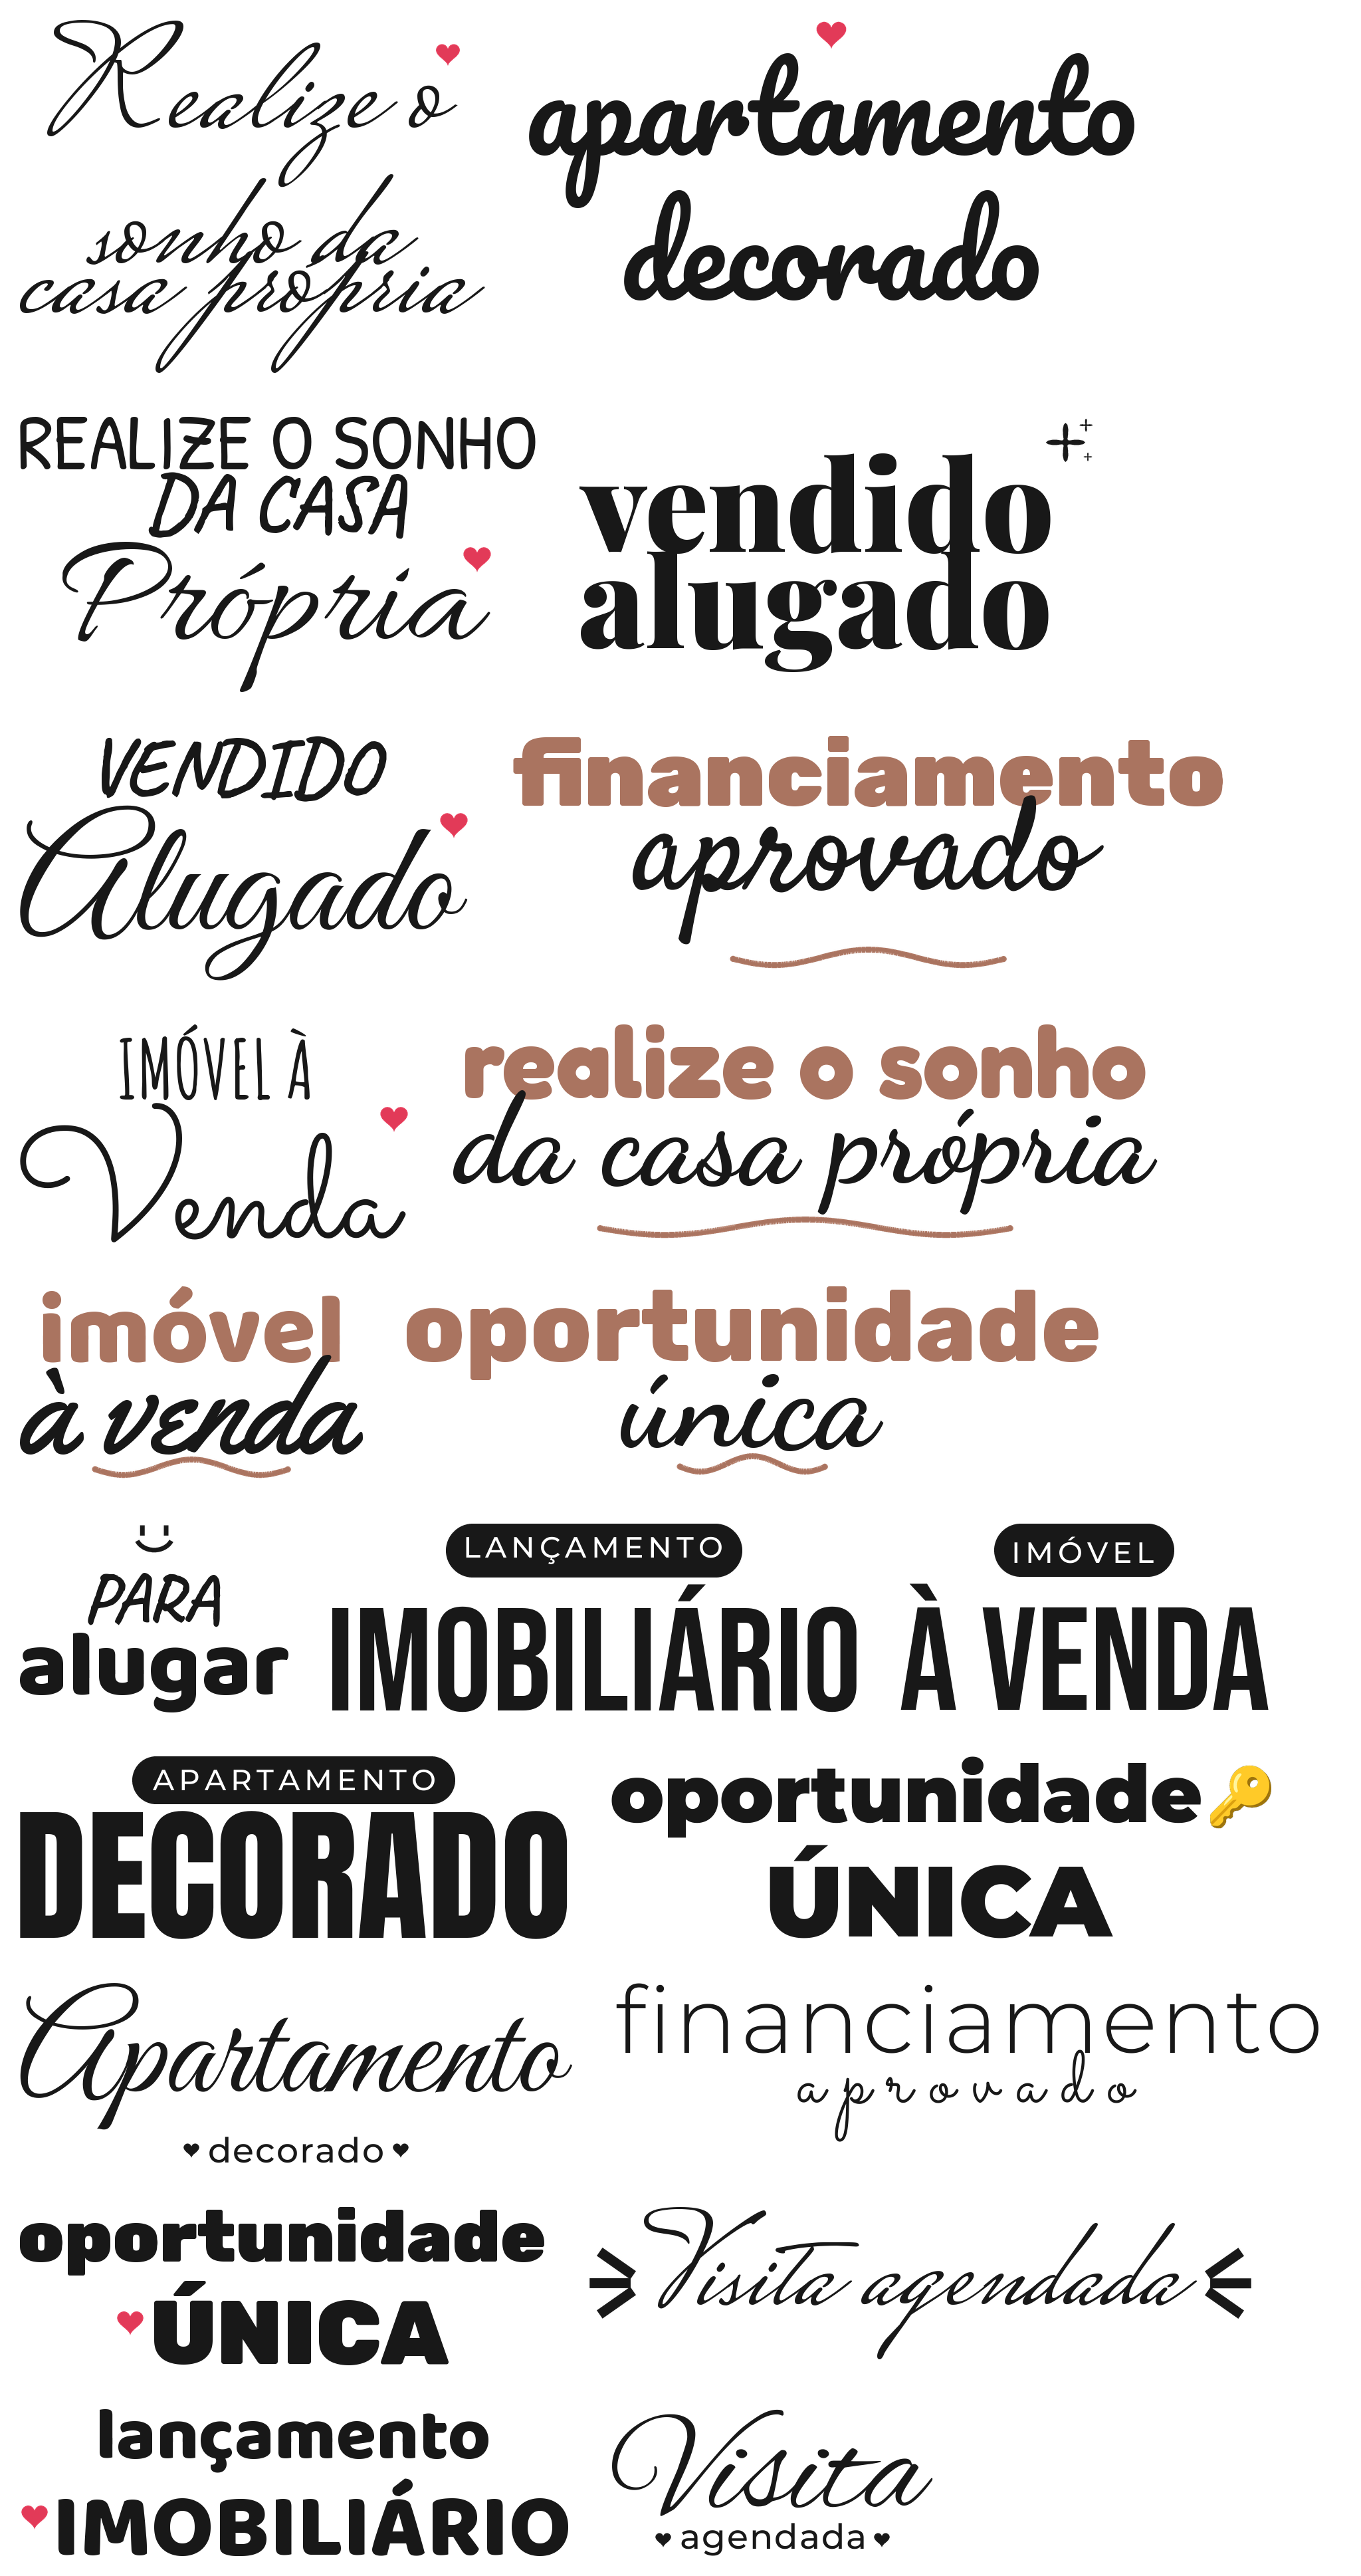 Realize o
sonho da
casa própria
apartamento
decorado
REALIZE O SONHO
DA CASA
Própria
vendido
alugado
VENDIDO
Alugado
financiamento
aprovado
IMÓVEL À
Venda
realize o sonho
da casa própria
imóvel
à venda
oportunidade
única
PARA
alugar
LANÇAMENTO
IMOBILIÁRIO
IMÓVEL
À VENDA
APARTAMENTO
DECORADO
oportunidade
ÚNICA
Apartamento
decorado
financiamento
aprovado
oportunidade
ÚNICA
Visita agendada
lançamento
IMOBILIÁRIO
Visita
agendada